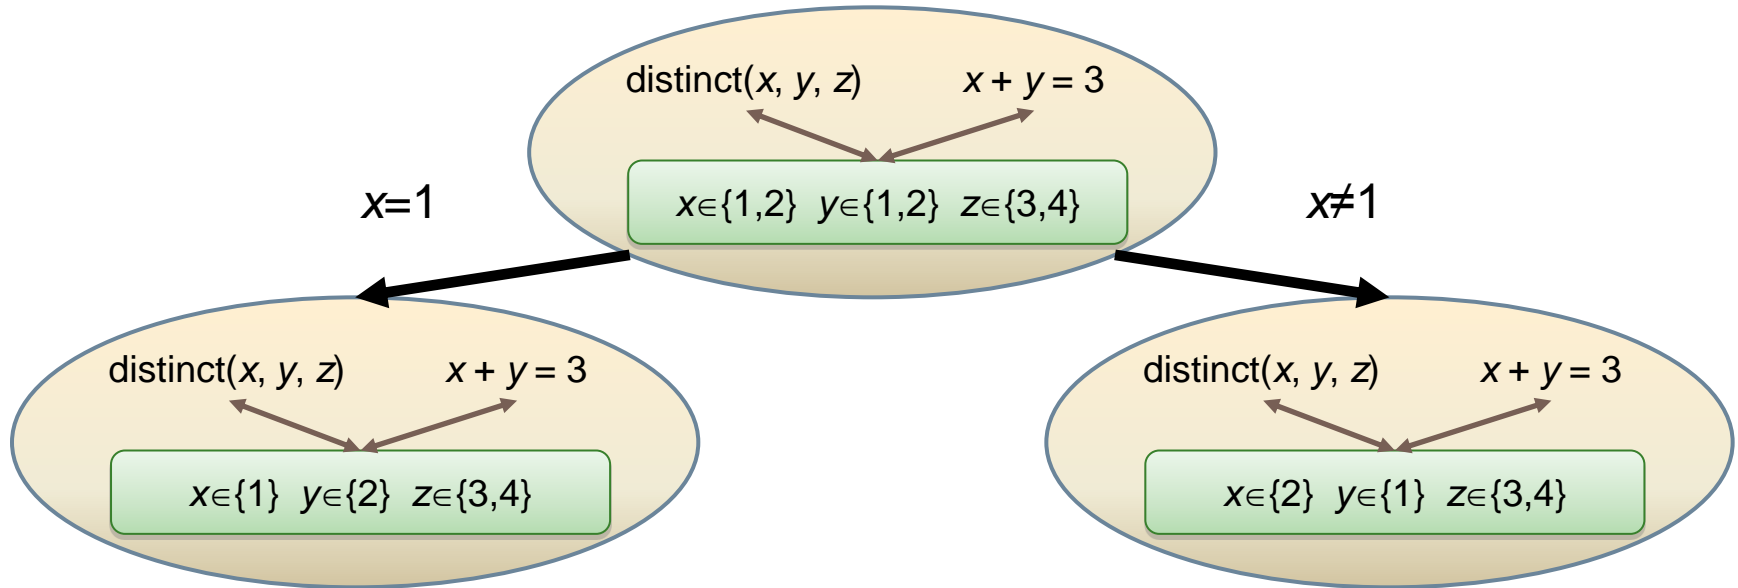 distinct(x, y, z) x + y = 3
x∈{1,2} y∈{1,2} z∈{3,4}
x=1
x≠1
distinct(x, y, z) x + y = 3
x∈{1} y∈{2} z∈{3,4}
distinct(x, y, z) x + y = 3
x∈{2} y∈{1} z∈{3,4}